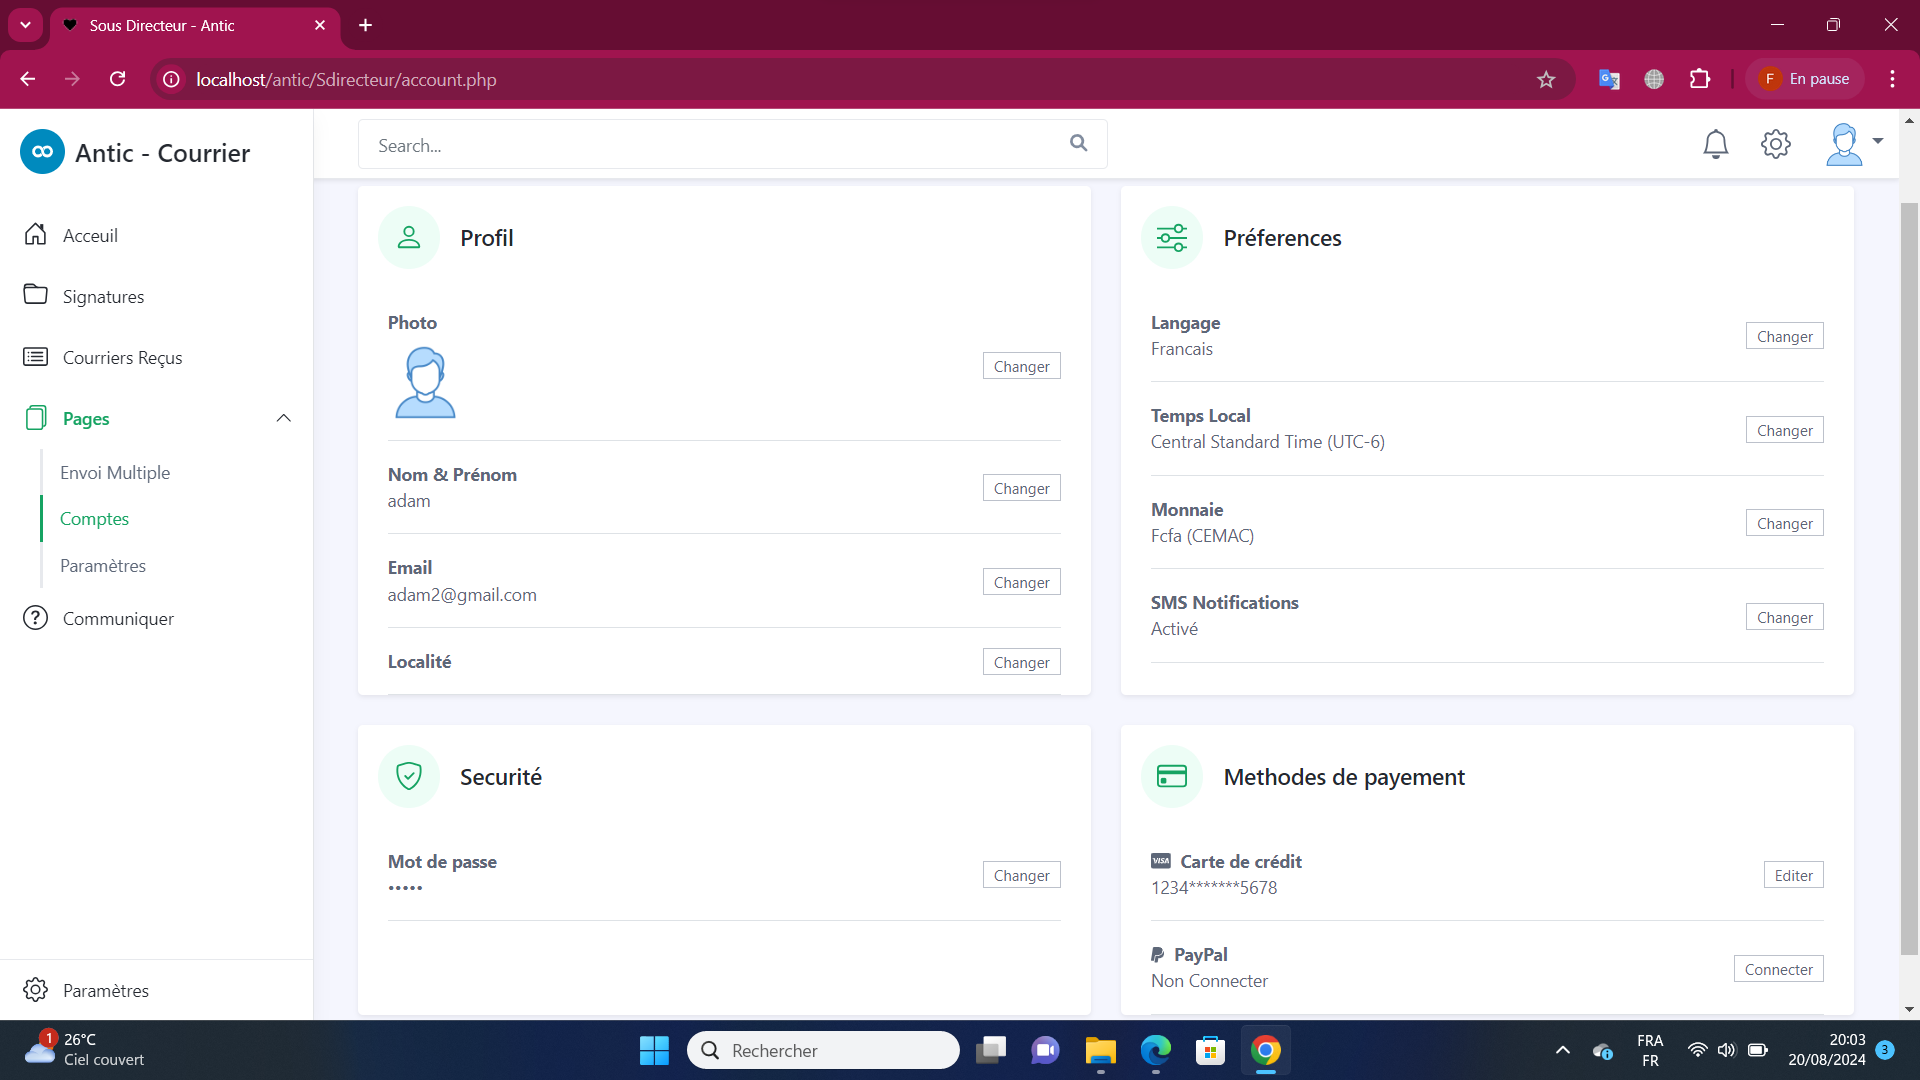 Sous Directeur - Antic
localhost/antic/Sdirecteur/account.php
F En pause
Antic - Courrier
Search...
Acceuil
Signatures
Courriers Reçus
Pages
Envoi Multiple
Comptes
Paramètres
Communiquer
Paramètres
Profil
Photo
Changer
Nom & Prénom
adam
Changer
Email
adam2@gmail.com
Changer
Localité
Changer
Préferences
Langage
Francais
Changer
Temps Local
Central Standard Time (UTC-6)
Changer
Monnaie
Fcfa (CEMAC)
Changer
SMS Notifications
Activé
Changer
Securité
Mot de passe
•••••
Changer
Methodes de payement
VISA Carte de crédit
1234*******5678
Editer
PayPal
Non Connecter
Connecter
1
26°C
Ciel couvert
Rechercher
FRA
FR
20:03
20/08/2024
3